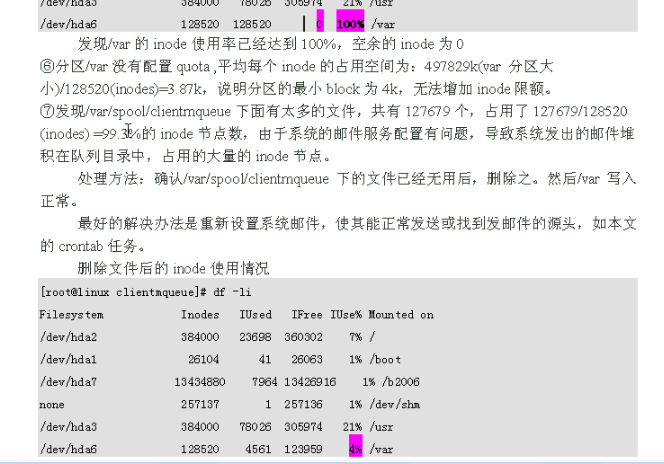 /dev/hda3 384000 78026 305974 21% /usr
/dev/hda6 128520 128520 0 100% /var
发现/var 的 inode 使用率已经达到 100%，空余的 inode 为 0
⑥分区/var 没有配置 quota ,平均每个 inode 的占用空间为：497829k(var 分区大
小)/128520(inodes)=3.87k，说明分区的最小 block 为 4k，无法增加 inode 限额。
⑦发现/var/spool/clientmqueue 下面有太多的文件，共有 127679 个，占用了 127679/128520
(inodes) =99.3%的 inode 节点数，由于系统的邮件服务配置有问题，导致系统发出的邮件堆
积在队列目录中，占用的大量的 inode 节点。
处理方法：确认/var/spool/clientmqueue 下的文件已经无用后，删除之。然后/var 写入
正常。
最好的解决办法是重新设置系统邮件，使其能正常发送或找到发邮件的源头，如本文
的 crontab 任务。
删除文件后的 inode 使用情况
[root@linux clientmqueue]# df -li
Filesystem Inodes IUsed IFree IUse% Mounted on
/dev/hda2 384000 23698 360302 7% /
/dev/hda1 26104 41 26063 1% /boot
/dev/hda7 13434880 7964 13426916 1% /b2006
none 257137 1 257136 1% /dev/shm
/dev/hda3 384000 78026 305974 21% /usr
/dev/hda6 128520 4561 123959 4% /var